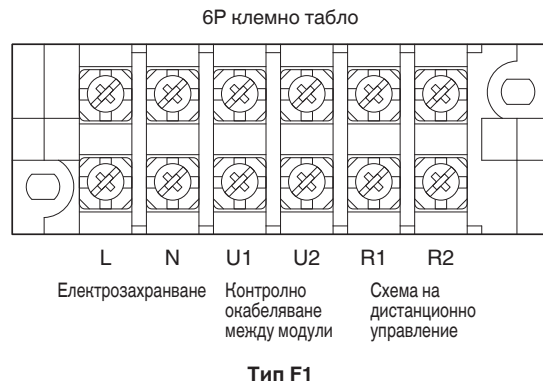 6P клемно табло
L N U1 U2 R1 R2
Електрозахранване
Контролно
окабеляване
между модули
Схема на
дистанционно
управление
Тип F1